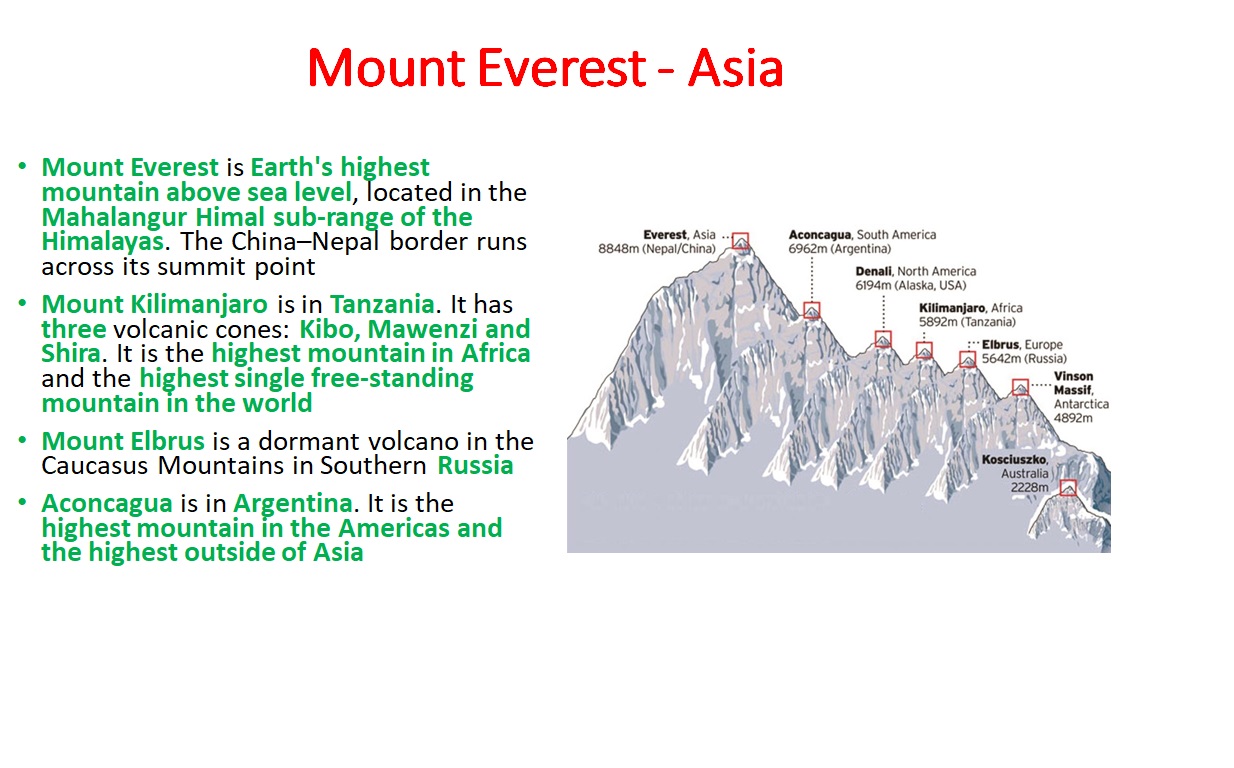 Mount Everest - Asia
• Mount Everest is Earth's highest
mountain above sea level, located in the
Mahalangur Himal sub-range of the
Himalayas. The China–Nepal border runs
across its summit point
• Mount Kilimanjaro is in Tanzania. It has
three volcanic cones: Kibo, Mawenzi and
Shira. It is the highest mountain in Africa
and the highest single free-standing
mountain in the world
• Mount Elbrus is a dormant volcano in the
Caucasus Mountains in Southern Russia
• Aconcagua is in Argentina. It is the
highest mountain in the Americas and
the highest outside of Asia
Everest, Asia
8848m (Nepal/China)
Aconcagua, South America
6962m (Argentina)
Denali, North America
6194m (Alaska, USA)
Kilimanjaro, Africa
5892m (Tanzania)
Elbrus, Europe
5642m (Russia)
Vinson
Massif,
Antarctica
4892m
Kosciuszko,
Australia
2228m